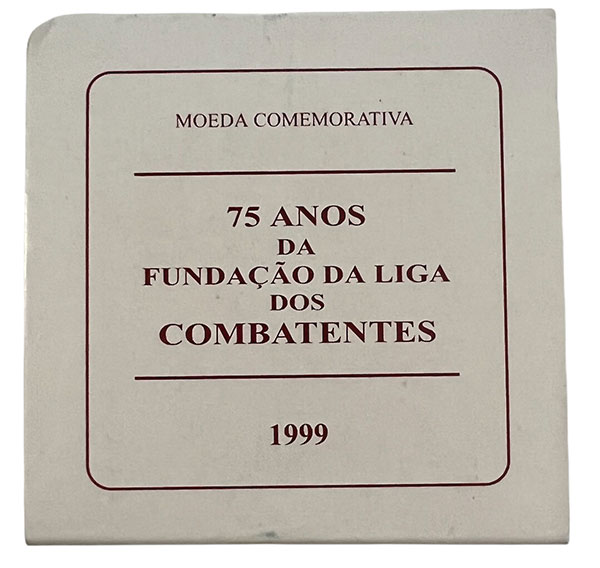 MOEDA COMEMORATIVA
75 ANOS
DA
FUNDAÇÃO DA LIGA
DOS
COMBATENTES
1999